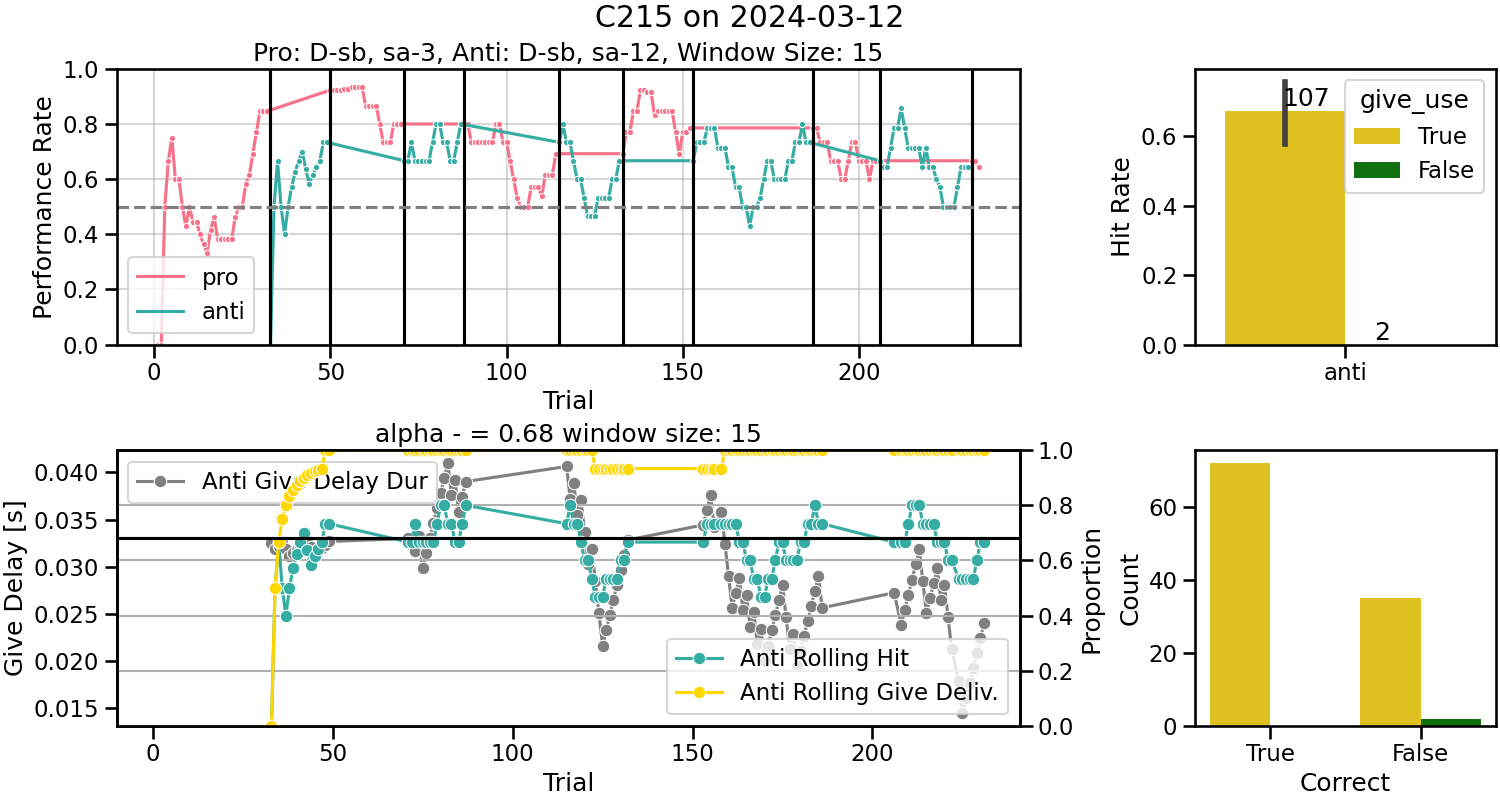 C215 on 2024-03-12
Pro: D-sb, sa-3, Anti: D-sb, sa-12, Window Size: 15
Performance Rate
1.0
0.8
0.6
0.4
0.2
0.0
pro
anti
0
50
100
150
200
Trial
Hit Rate
0.6
0.4
0.2
0.0
107
2
give_use
True
False
anti
alpha - = 0.68 window size: 15
Give Delay [s]
0.040
0.035
0.030
0.025
0.020
0.015
Anti Give Delay Dur
Anti Rolling Hit
Anti Rolling Give Deliv.
1.0
0.8
0.6
0.4
0.2
0.0
Proportion
0
50
100
150
200
Trial
Count
60
40
20
0
True
False
Correct